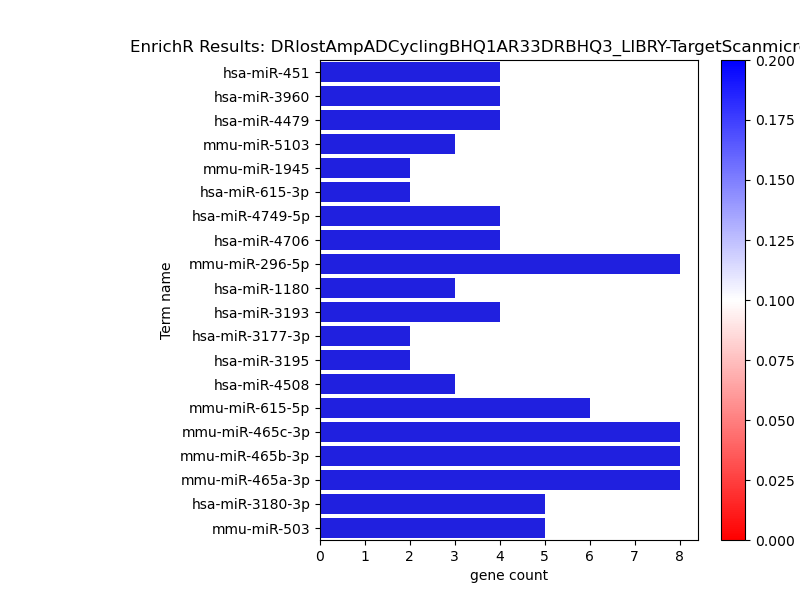 EnrichR Results: DRlostAmpADCyclingBHQ1AR33DRBHQ3_LIBRY-TargetScanmicro
hsa-miR-451
hsa-miR-3960
hsa-miR-4479
mmu-miR-5103
mmu-miR-1945
hsa-miR-615-3p
hsa-miR-4749-5p
hsa-miR-4706
mmu-miR-296-5p
hsa-miR-1180
hsa-miR-3193
hsa-miR-3177-3p
hsa-miR-3195
hsa-miR-4508
mmu-miR-615-5p
mmu-miR-465c-3p
mmu-miR-465b-3p
mmu-miR-465a-3p
hsa-miR-3180-3p
mmu-miR-503
Term name
0 1 2 3 4 5 6 7 8
gene count
0.200
0.175
0.150
0.125
0.100
0.075
0.050
0.025
0.000